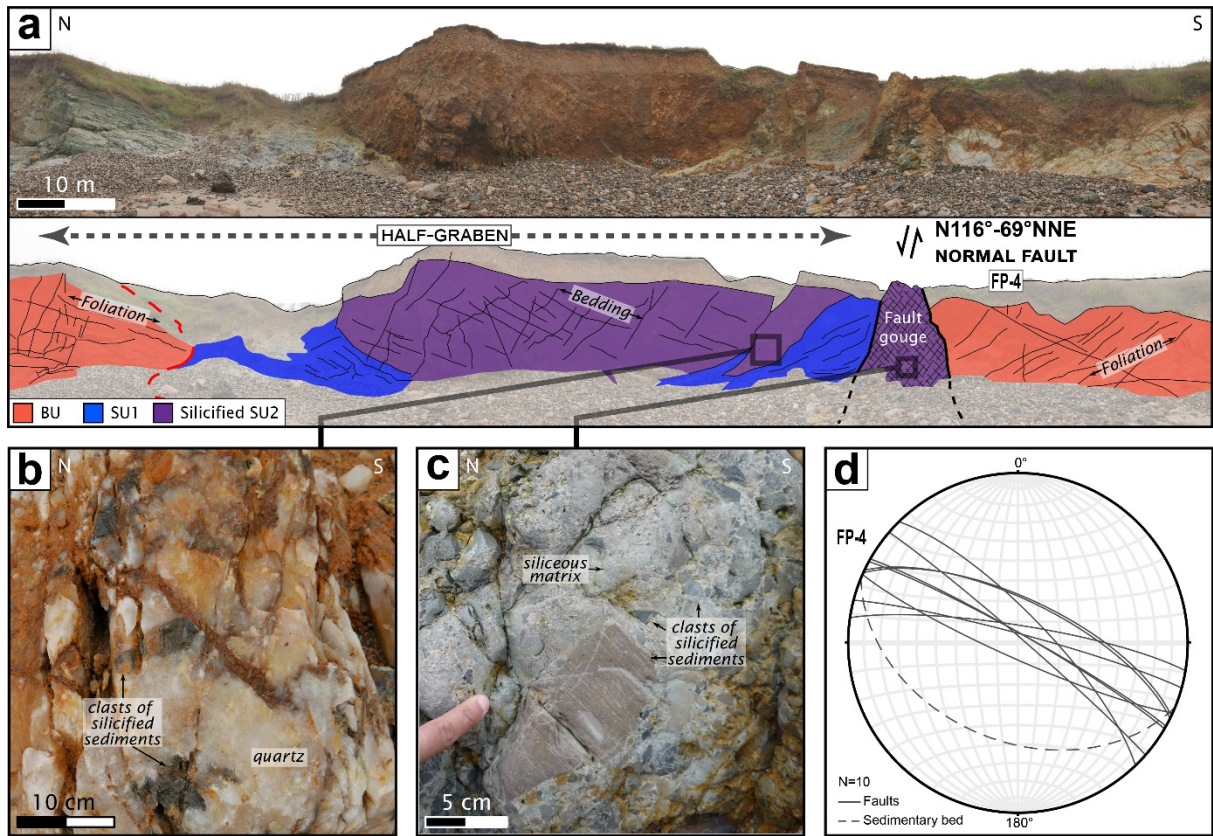 a
N
S
10 m
HALF-GRABEN
N116°-69°NNE
NORMAL FAULT
FP-4
Foliation
Bedding
Fault
gouge
Foliation
BU
SU1
Silicified SU2
b
N
S
clasts of
silicified
sediments
quartz
10 cm
c
N
S
siliceous
matrix
clasts of
silicified
sediments
5 cm
d
0°
FP-4
N=10
Faults
Sedimentary bed
180°